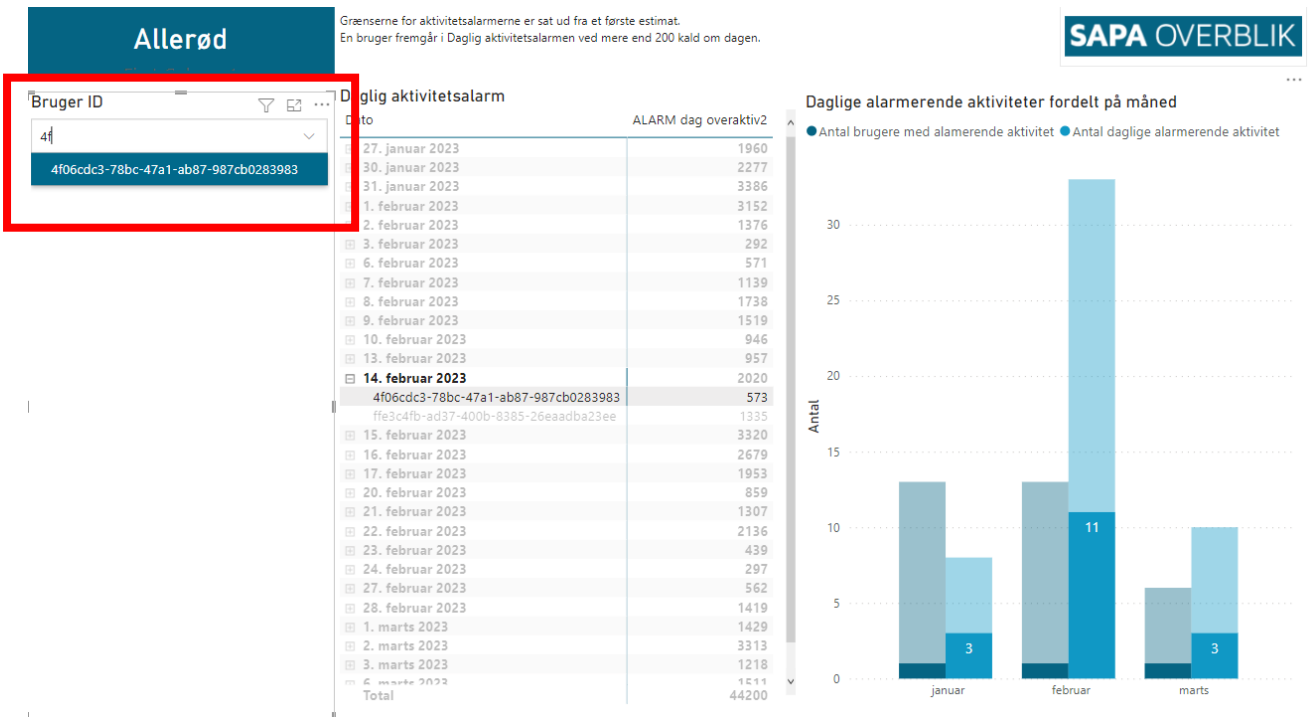 Allerød
Grænserne for aktivitetsalarmerne er sat ud fra et første estimat.
En bruger fremgår i Daglig aktivitetsalarmen ved mere end 200 kald om dagen.
SAPA OVERBLIK
Bruger ID
4f
4f06cdc3-78bc-47a1-ab87-987cb0283983
Daglig aktivitetsalarm
Dato ALARM dag overaktiv2
27. januar 2023 1960
30. januar 2023 2277
31. januar 2023 3386
1. februar 2023 3152
2. februar 2023 1376
3. februar 2023 292
6. februar 2023 571
7. februar 2023 1139
8. februar 2023 1738
9. februar 2023 1519
10. februar 2023 946
13. februar 2023 957
14. februar 2023 2020
4f06cdc3-78bc-47a1-ab87-987cb0283983 573
ffe3c4fb-ad37-400b-8385-26eaadba23ee 1335
15. februar 2023 3320
16. februar 2023 2679
17. februar 2023 1953
20. februar 2023 859
21. februar 2023 1307
22. februar 2023 2136
23. februar 2023 439
24. februar 2023 297
27. februar 2023 562
28. februar 2023 1419
1. marts 2023 1429
2. marts 2023 3313
3. marts 2023 1218
6. marts 2023 1511
Total 44200
Daglige alarmerende aktiviteter fordelt på måned
Antal brugere med alamerende aktivitet Antal daglige alarmerende aktivitet
Antal
30
25
20
15
10
5
0
3
11
3
januar februar marts